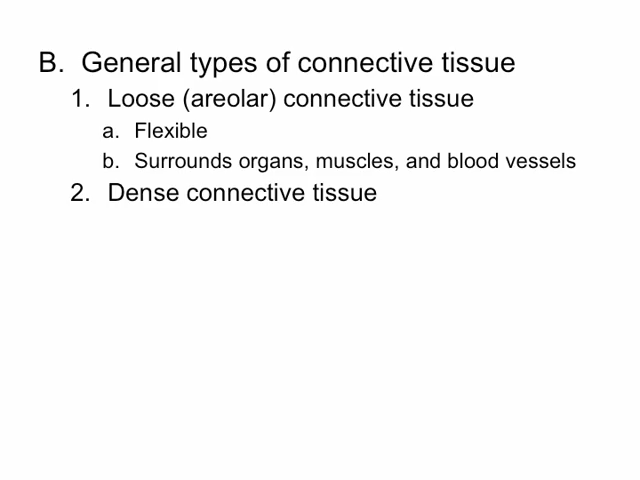 B. General types of connective tissue
1. Loose (areolar) connective tissue
a. Flexible
b. Surrounds organs, muscles, and blood vessels
2. Dense connective tissue